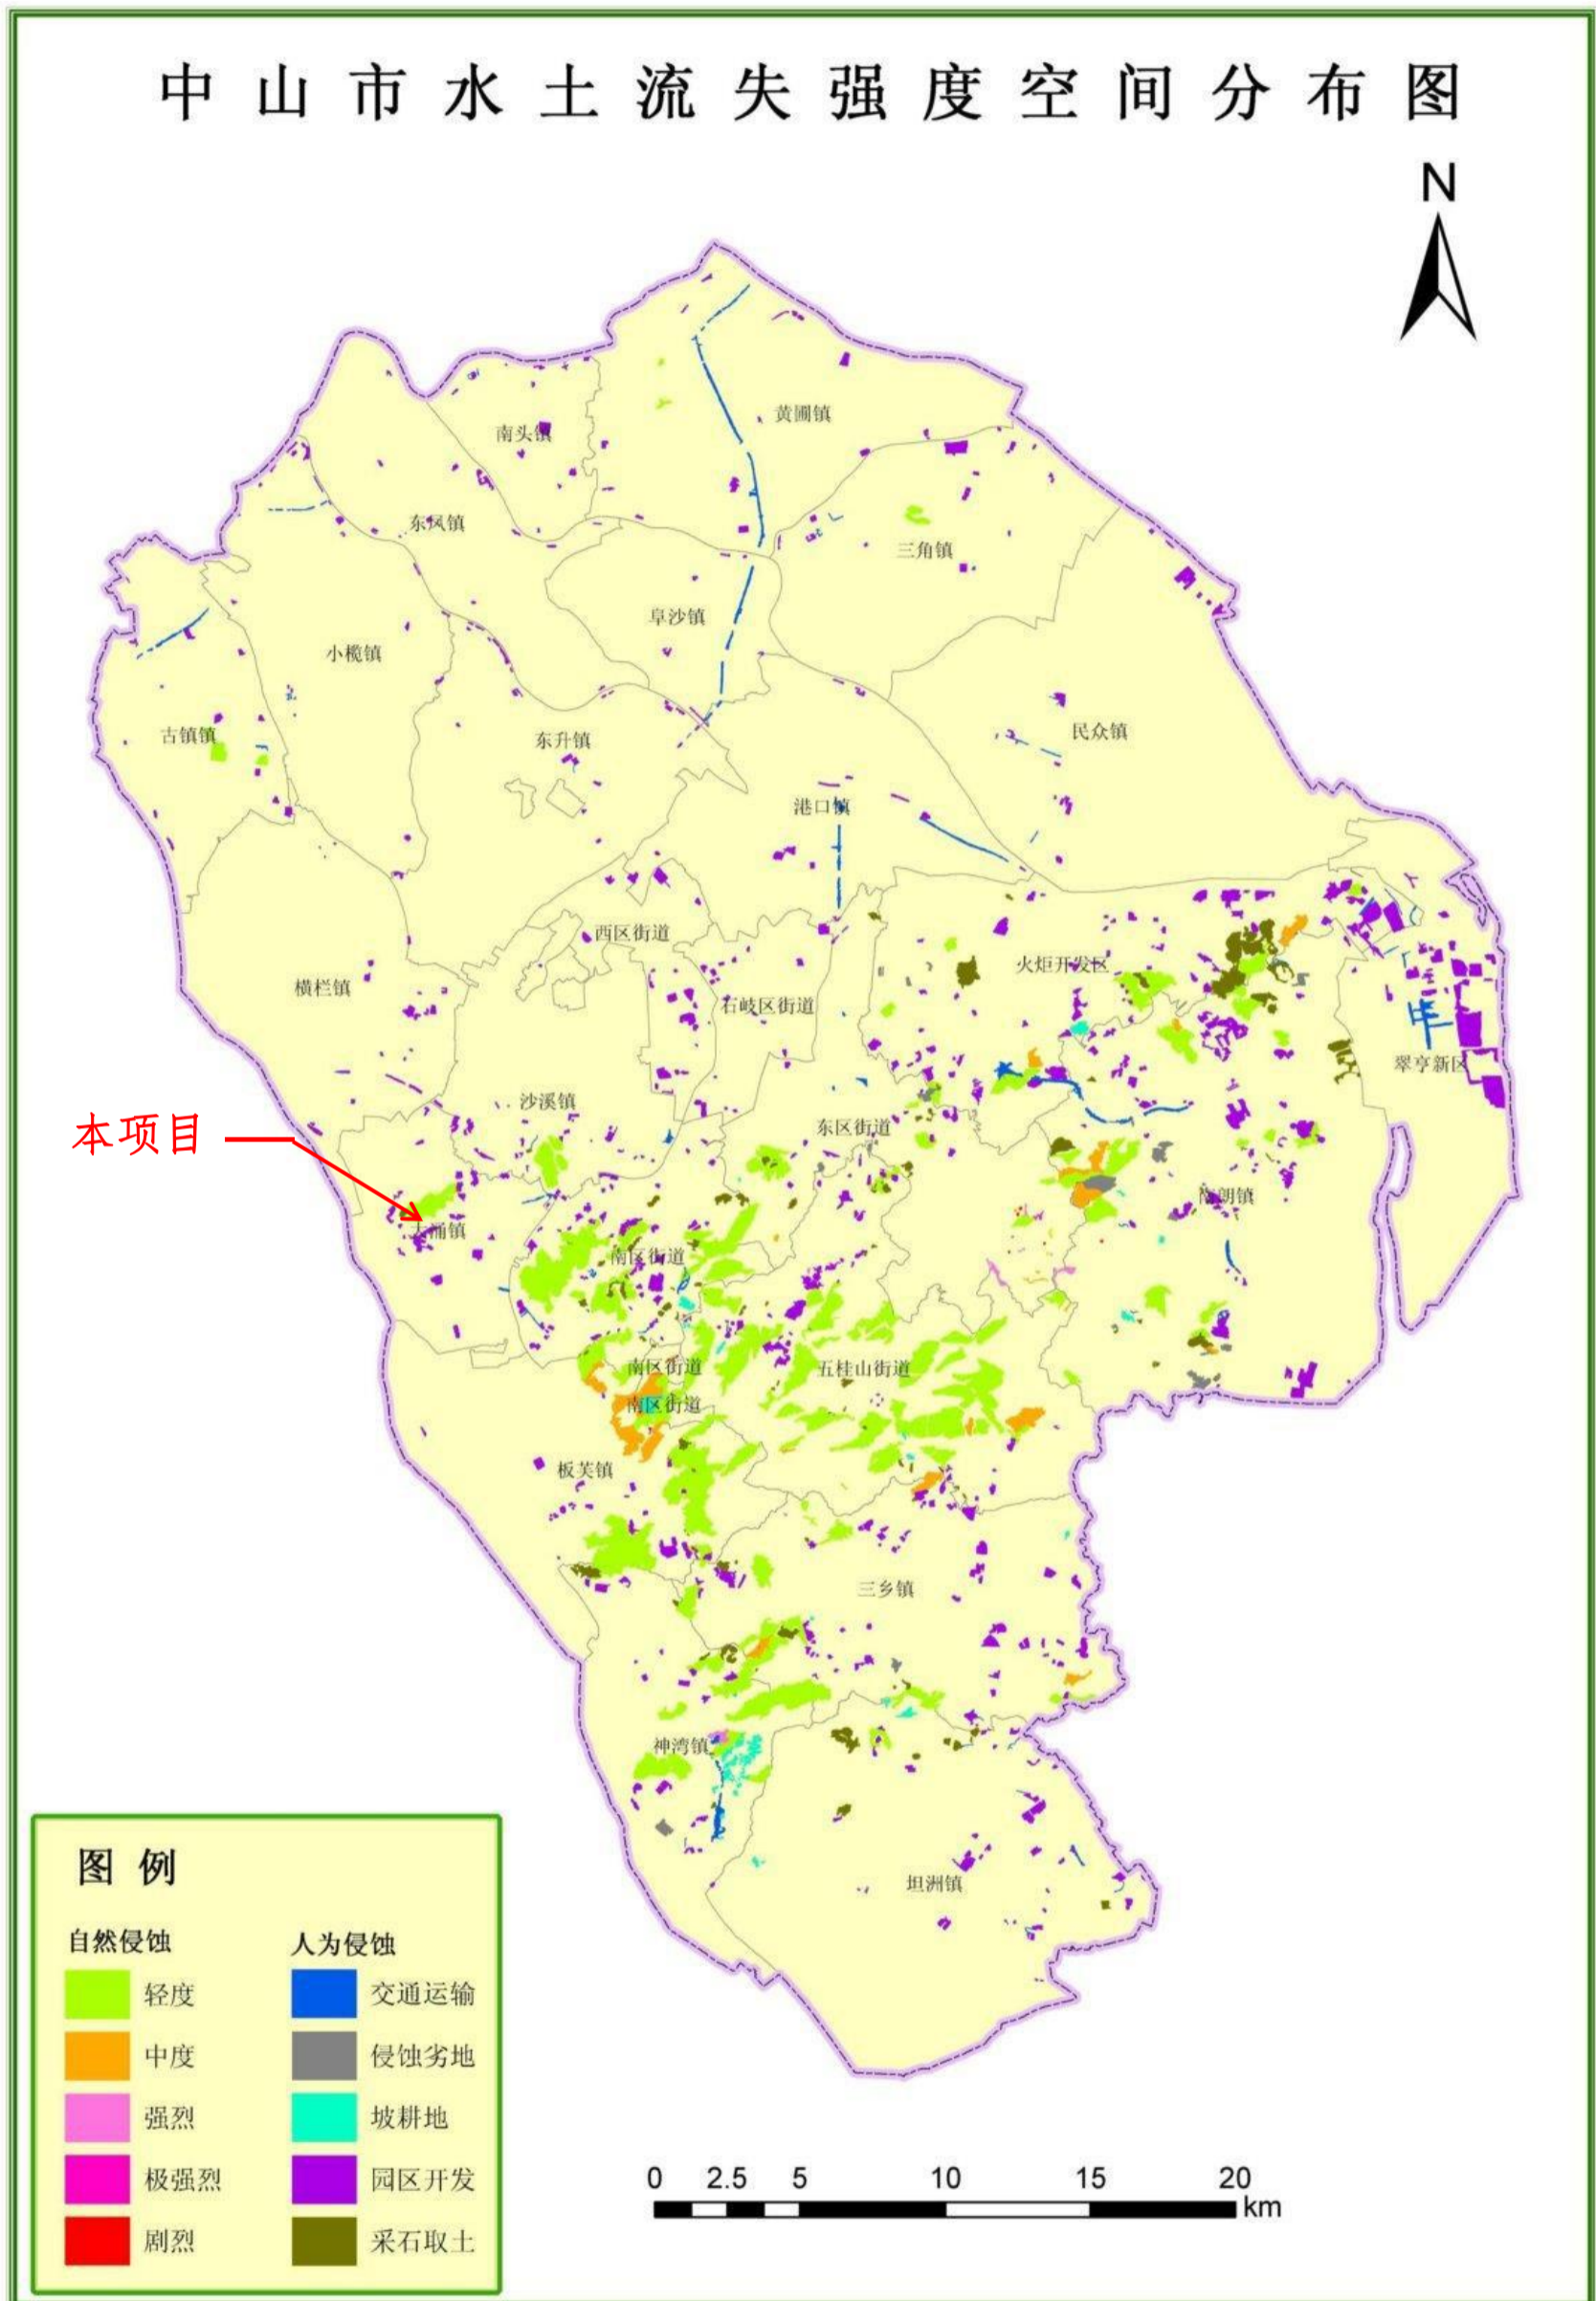 中山市水土流失强度空间分布图
N
黄圃镇
南头镇
东凤镇
三角镇
阜沙镇
小榄镇
古镇镇
东升镇
民众镇
港口镇
西区街道
火炬开发区
横栏镇
石岐区街道
翠亨新区
沙溪镇
东区街道
本项目
南朗镇
大涌镇
南区街道
南区街道
五桂山街道
南区街道
板芙镇
三乡镇
神湾镇
坦洲镇
图 例
自然侵蚀 人为侵蚀
轻度 交通运输
中度 侵蚀劣地
强烈 坡耕地
极强烈 园区开发
剧烈 采石取土
0 2.5 5 10 15 20
km